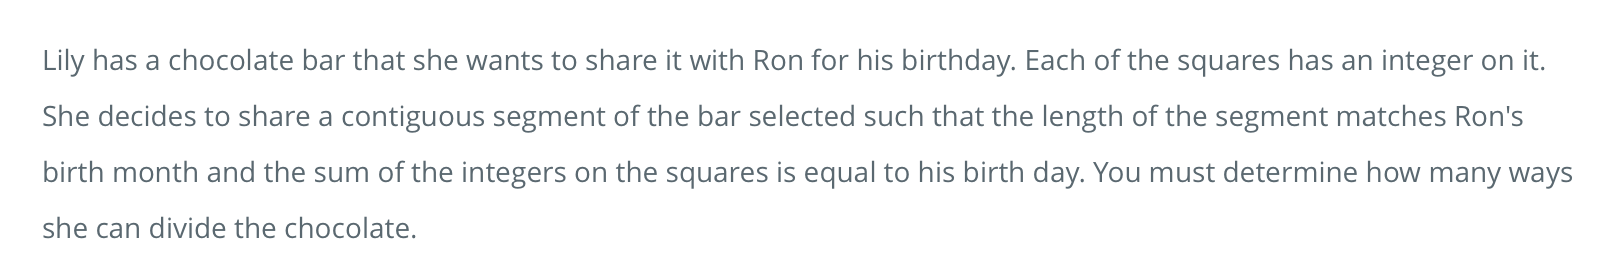 Lily has a chocolate bar that she wants to share it with Ron for his birthday. Each of the squares has an integer on it.
She decides to share a contiguous segment of the bar selected such that the length of the segment matches Ron's
birth month and the sum of the integers on the squares is equal to his birth day. You must determine how many ways
she can divide the chocolate.